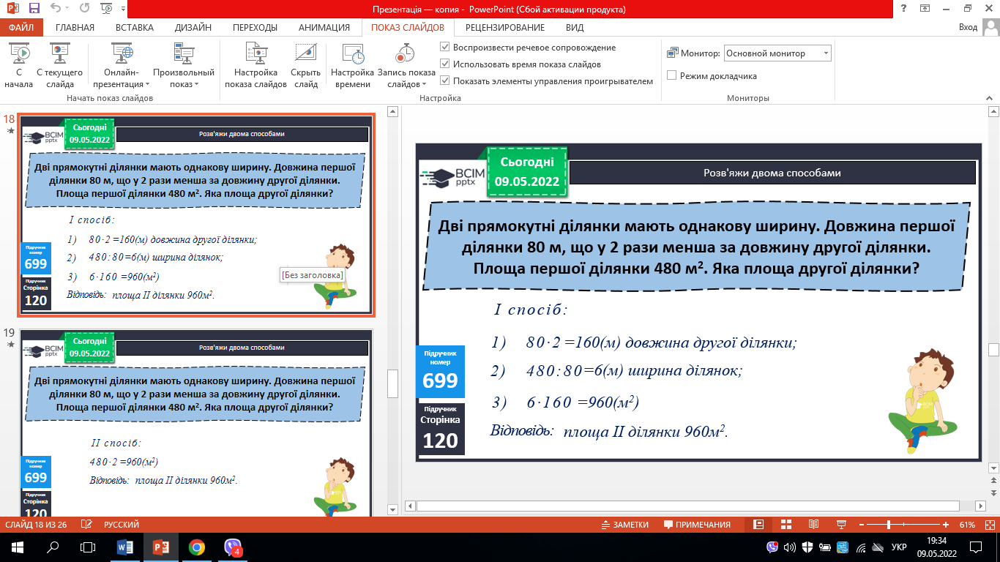 Презентація — копия - PowerPoint (Сбой активации продукта)
ФАЙЛ ГЛАВНАЯ ВСТАВКА ДИЗАЙН ПЕРЕХОДЫ АНИМАЦИЯ ПОКАЗ СЛАЙДОВ РЕЦЕНЗИРОВАНИЕ ВИД Вход
С начала
С текущего слайда
Онлайн-презентация
Произвольный показ
Начать показ слайдов
Настройка показа слайдов
Скрыть слайд
Настройка времени
Запись показа слайдов
Воспроизвести речевое сопровождение
Использовать время показа слайдов
Показать элементы управления проигрывателем
Настройка
Монитор: Основной монитор
Режим докладчика
Мониторы
18
Сьогодні
09.05.2022
BCIM
pptx
Розв'яжи двома способами
Дві прямокутні ділянки мають однакову ширину. Довжина першої
ділянки 80 м, що у 2 рази менша за довжину другої ділянки.
Площа першої ділянки 480 м². Яка площа другої ділянки?
І спосіб:
1) 80·2 =160(м) довжина другої ділянки;
2) 480:80=6(м) ширина ділянок;
3) 6·160 =960(м²)
Відповідь: площа ІІ ділянки 960м².
Підручник
номер
699
Підручник
Сторінка
120
[Без заголовка]
19
Сьогодні
09.05.2022
BCIM
pptx
Розв'яжи двома способами
Дві прямокутні ділянки мають однакову ширину. Довжина першої
ділянки 80 м, що у 2 рази менша за довжину другої ділянки.
Площа першої ділянки 480 м². Яка площа другої ділянки?
ІІ спосіб:
480·2 =960(м²)
Відповідь: площа ІІ ділянки 960м².
Підручник
номер
699
Підручник
Сторінка
120
Сьогодні
09.05.2022
BCIM
pptx
Розв'яжи двома способами
Дві прямокутні ділянки мають однакову ширину. Довжина першої
ділянки 80 м, що у 2 рази менша за довжину другої ділянки.
Площа першої ділянки 480 м². Яка площа другої ділянки?
І спосіб:
1) 80·2 =160(м) довжина другої ділянки;
2) 480:80=6(м) ширина ділянок;
3) 6·160 =960(м²)
Відповідь: площа ІІ ділянки 960м².
Підручник
номер
699
Підручник
Сторінка
120
СЛАЙД 18 ИЗ 26 РУССКИЙ ЗАМЕТКИ ПРИМЕЧАНИЯ 61%
4
УКР
19:34
09.05.2022